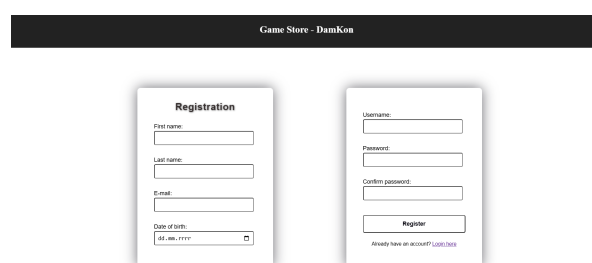 Game Store - DamKon
Registration
First name:
Last name:
E-mail:
Date of birth:
dd.mm.rrrr
Username:
Password:
Confirm password:
Register
Already have an account? Login here